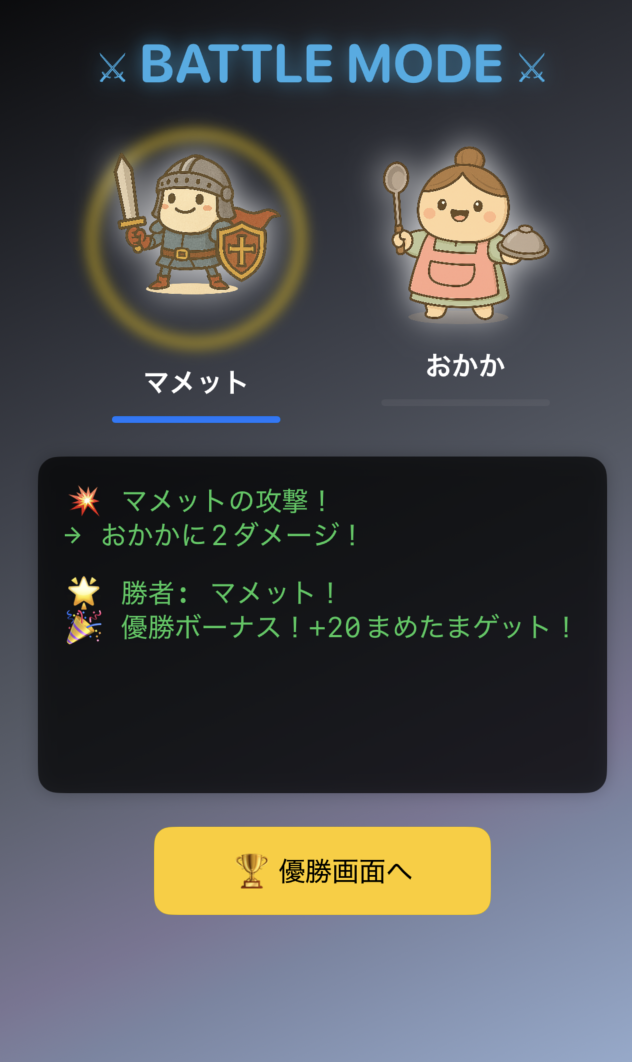 ⚔ BATTLE MODE ⚔
マメット
おかか
💥 マメットの攻撃！
→ おかかに2ダメージ！
🌟 勝者: マメット！
🎉 優勝ボーナス！+20まめたまゲット！
🏆 優勝画面へ